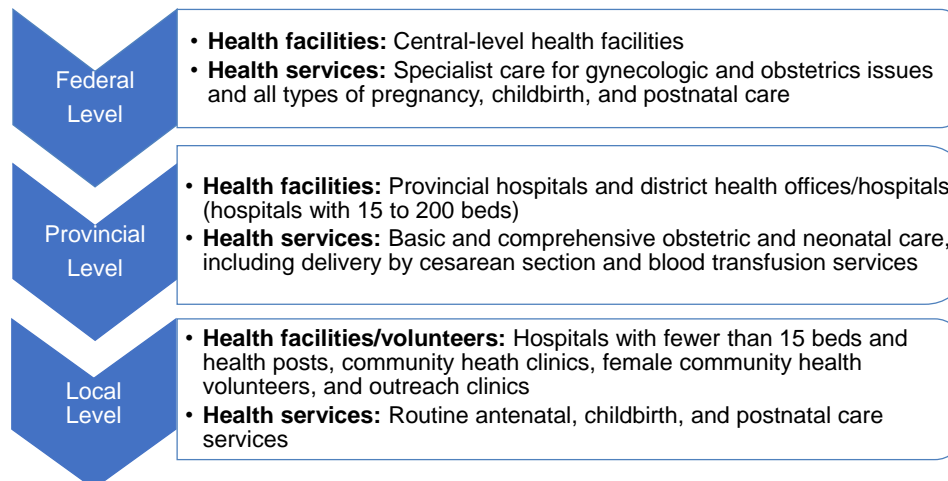 Federal
Level
• Health facilities: Central-level health facilities
• Health services: Specialist care for gynecologic and obstetrics issues
and all types of pregnancy, childbirth, and postnatal care
Provincial
Level
• Health facilities: Provincial hospitals and district health offices/hospitals
(hospitals with 15 to 200 beds)
• Health services: Basic and comprehensive obstetric and neonatal care,
including delivery by cesarean section and blood transfusion services
Local
Level
• Health facilities/volunteers: Hospitals with fewer than 15 beds and
health posts, community heath clinics, female community health
volunteers, and outreach clinics
• Health services: Routine antenatal, childbirth, and postnatal care
services